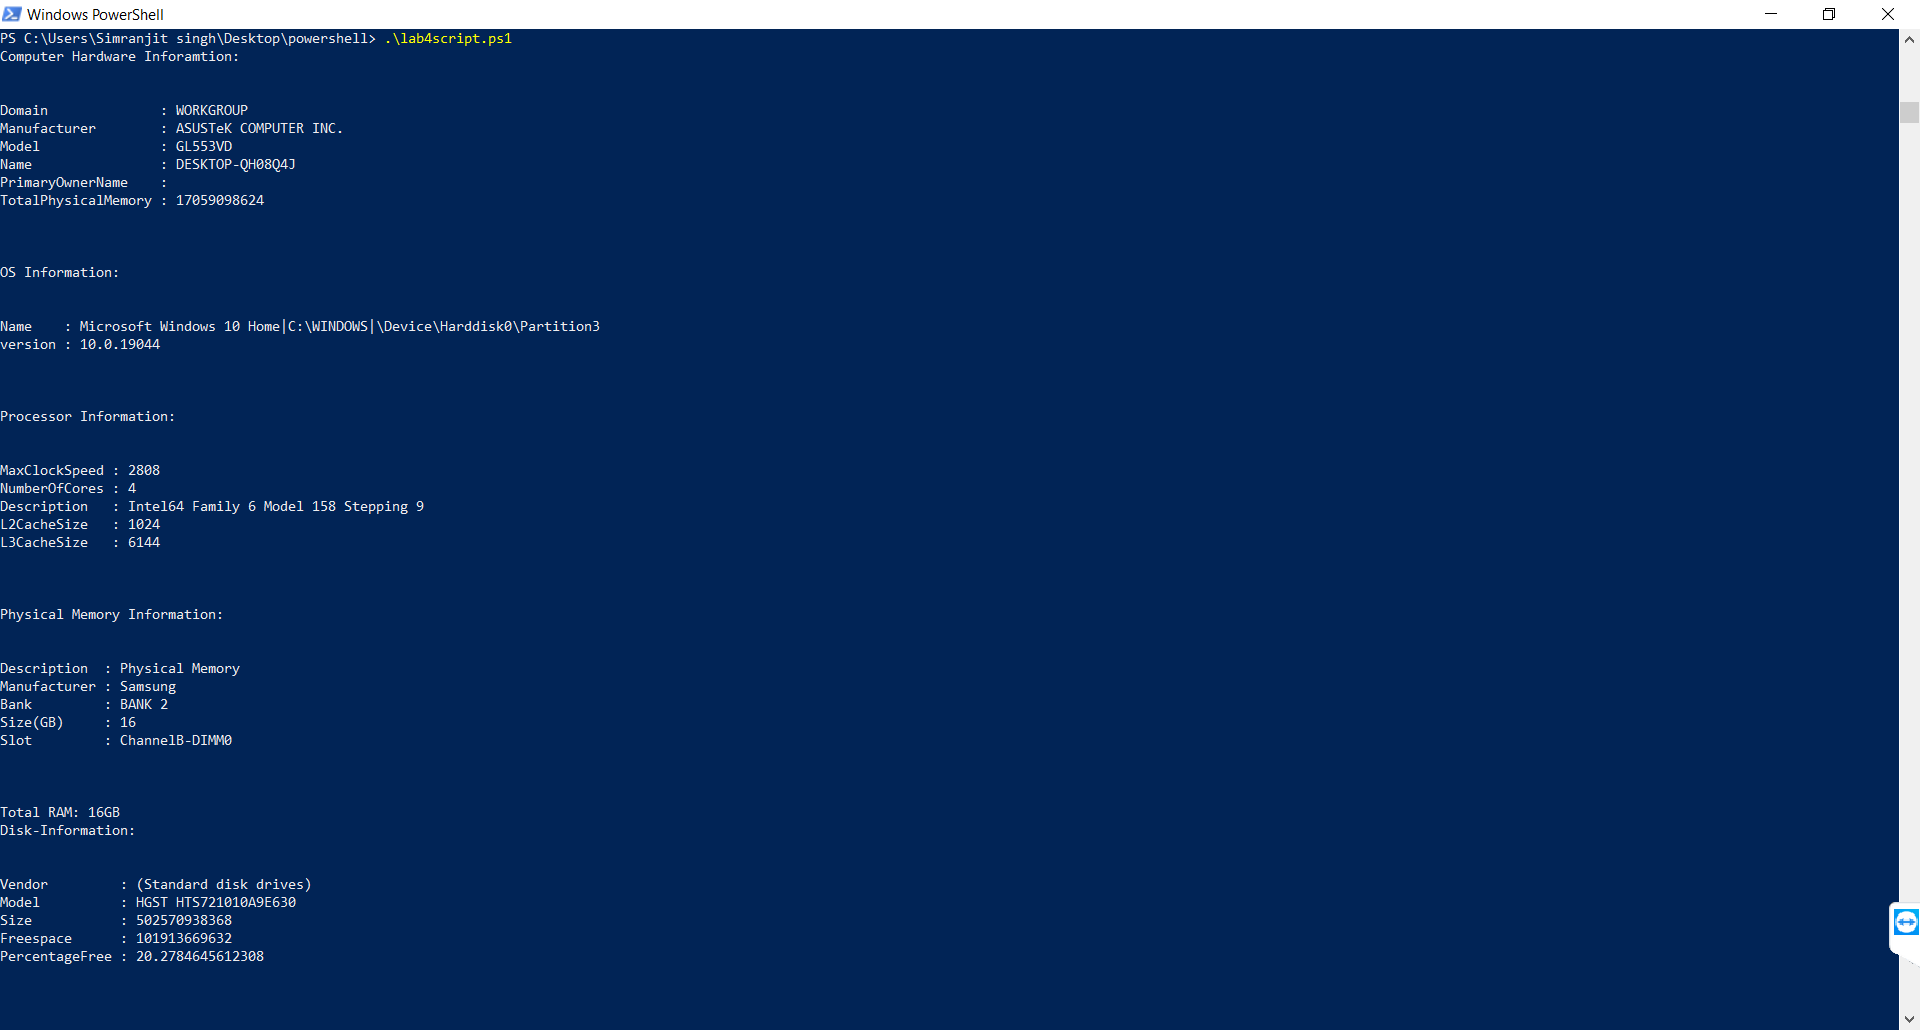 Windows PowerShell
PS C:\Users\Simranjit singh\Desktop\powershell> .\lab4script.ps1
Computer Hardware Inforamtion:
Domain              : WORKGROUP
Manufacturer        : ASUSTeK COMPUTER INC.
Model               : GL553VD
Name                : DESKTOP-QH08Q4J
PrimaryOwnerName    :
TotalPhysicalMemory : 17059098624
OS Information:
Name    : Microsoft Windows 10 Home|C:\WINDOWS|\Device\Harddisk0\Partition3
version : 10.0.19044
Processor Information:
MaxClockSpeed : 2808
NumberOfCores : 4
Description   : Intel64 Family 6 Model 158 Stepping 9
L2CacheSize   : 1024
L3CacheSize   : 6144
Physical Memory Information:
Description  : Physical Memory
Manufacturer : Samsung
Bank         : BANK 2
Size(GB)     : 16
Slot         : ChannelB-DIMM0
Total RAM: 16GB
Disk-Information:
Vendor         : (Standard disk drives)
Model          : HGST HTS721010A9E630
Size           : 502570938368
Freespace      : 101913669632
PercentageFree : 20.2784645612308